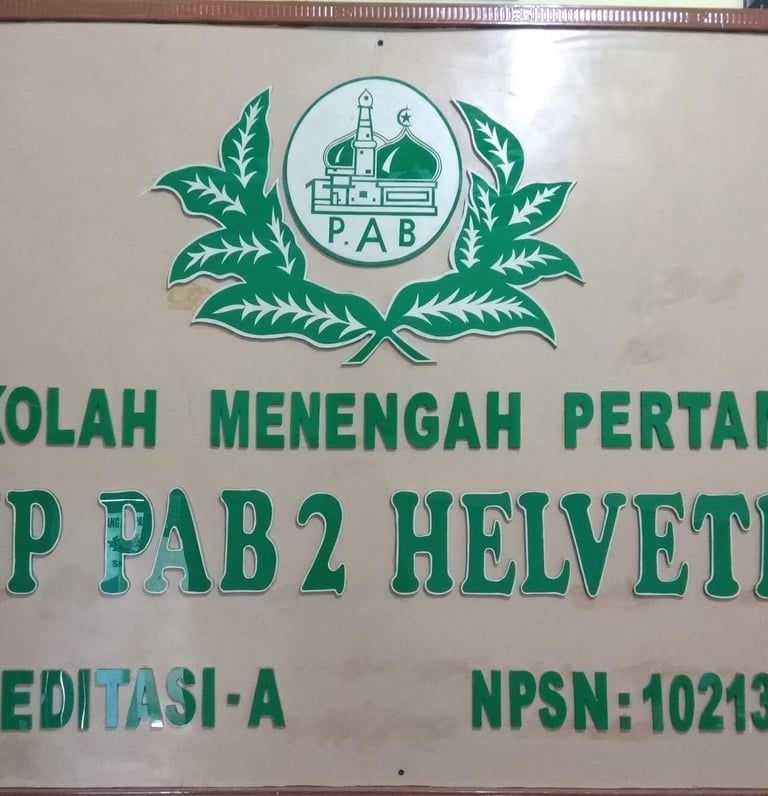 P.AB
KOLAH MENENGAH PERTA
P PAB 2 HELVET
EDITASI-A NPSN:10213